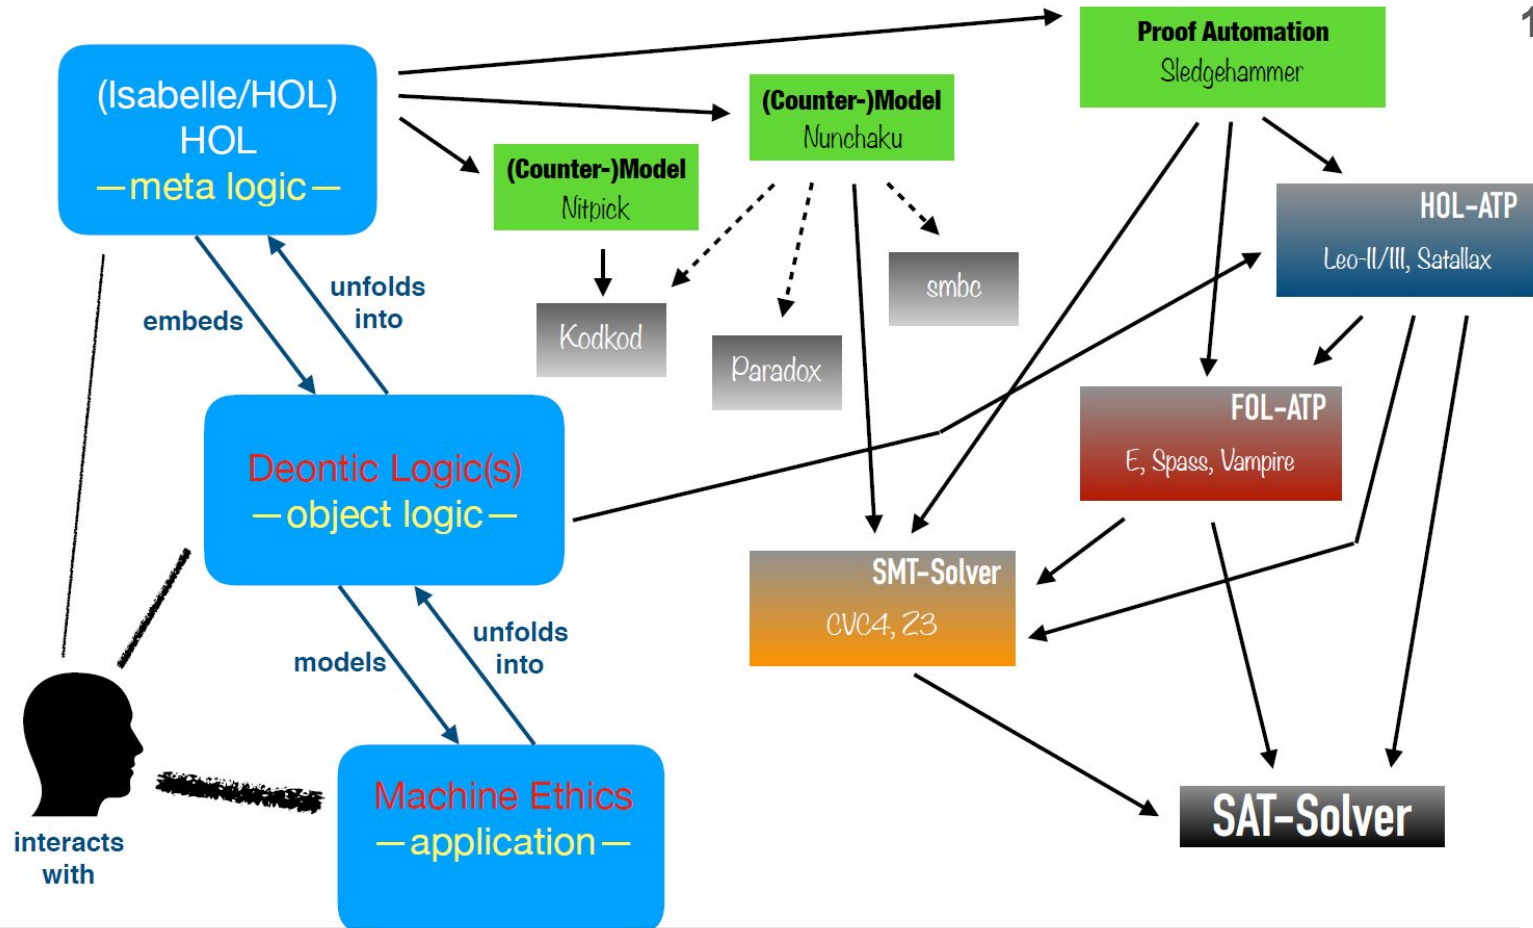 1
(Isabelle/HOL)
HOL
—meta logic—
Proof Automation
Sledgehammer
(Counter-)Model
Nunchaku
(Counter-)Model
Nitpick
HOL-ATP
Leo-II/III, Satallax
unfolds
into
embeds
smbc
Kodkod
Paradox
FOL-ATP
E, Spass, Vampire
Deontic Logic(s)
—object logic—
SMT-Solver
CVC4, Z3
unfolds
into
models
Machine Ethics
—application—
SAT-Solver
interacts
with